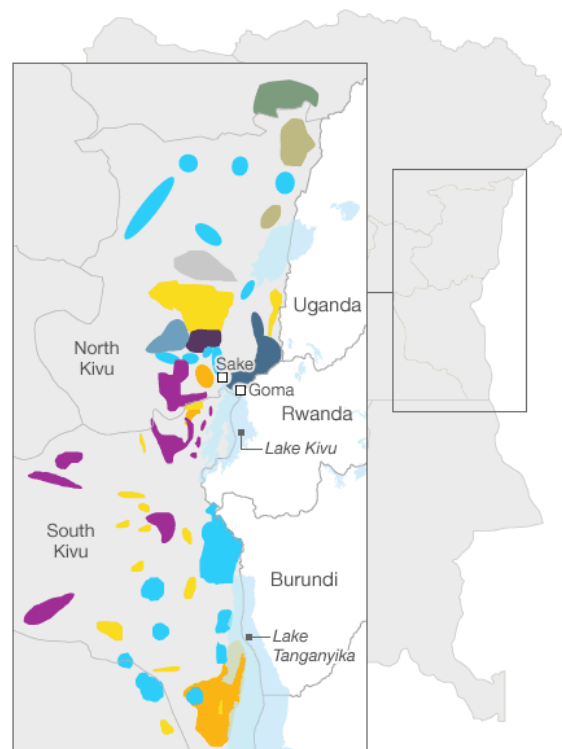 Uganda
North
Kivu
Sake
Goma
Rwanda
Lake Kivu
South
Kivu
Burundi
Lake
Tanganyika